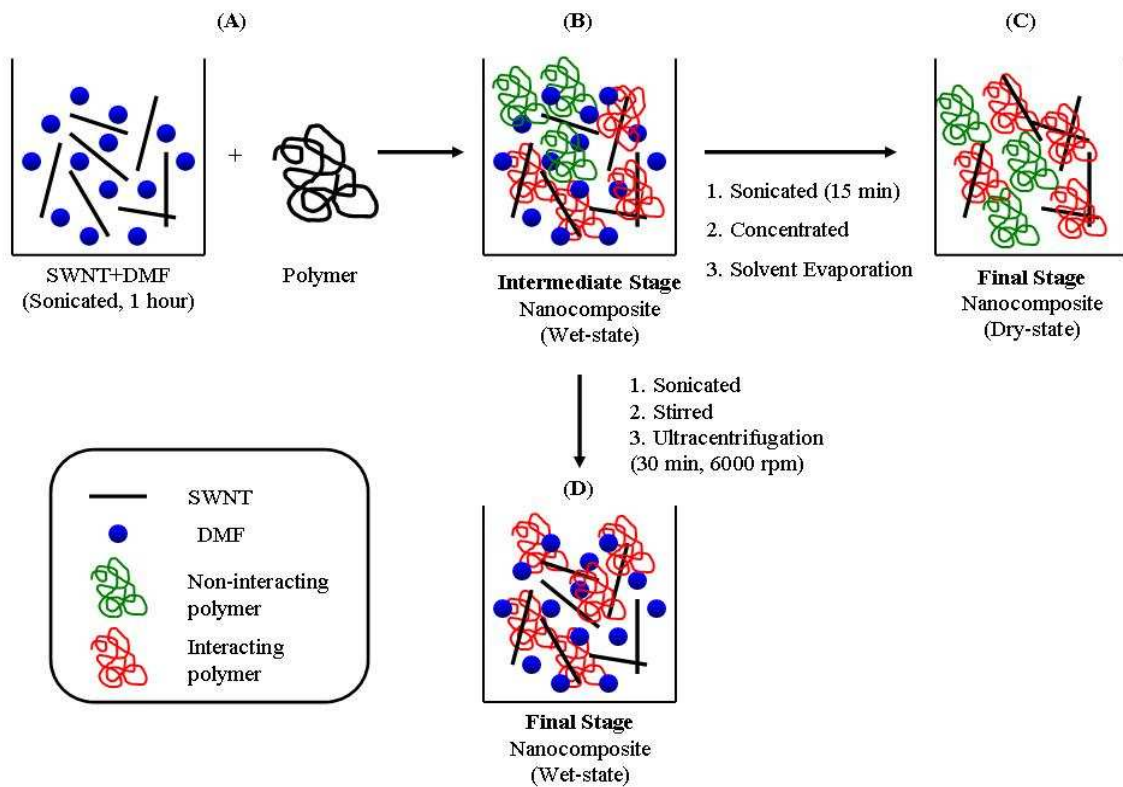 (A)
(B)
(C)
+
SWNT+DMF
(Sonicated, 1 hour)
Polymer
Intermediate Stage
Nanocomposite
(Wet-state)
1. Sonicated (15 min)
2. Concentrated
3. Solvent Evaporation
Final Stage
Nanocomposite
(Dry-state)
1. Sonicated
2. Stirred
3. Ultracentrifugation
(30 min, 6000 rpm)
(D)
SWNT
DMF
Non-interacting
polymer
Interacting
polymer
Final Stage
Nanocomposite
(Wet-state)